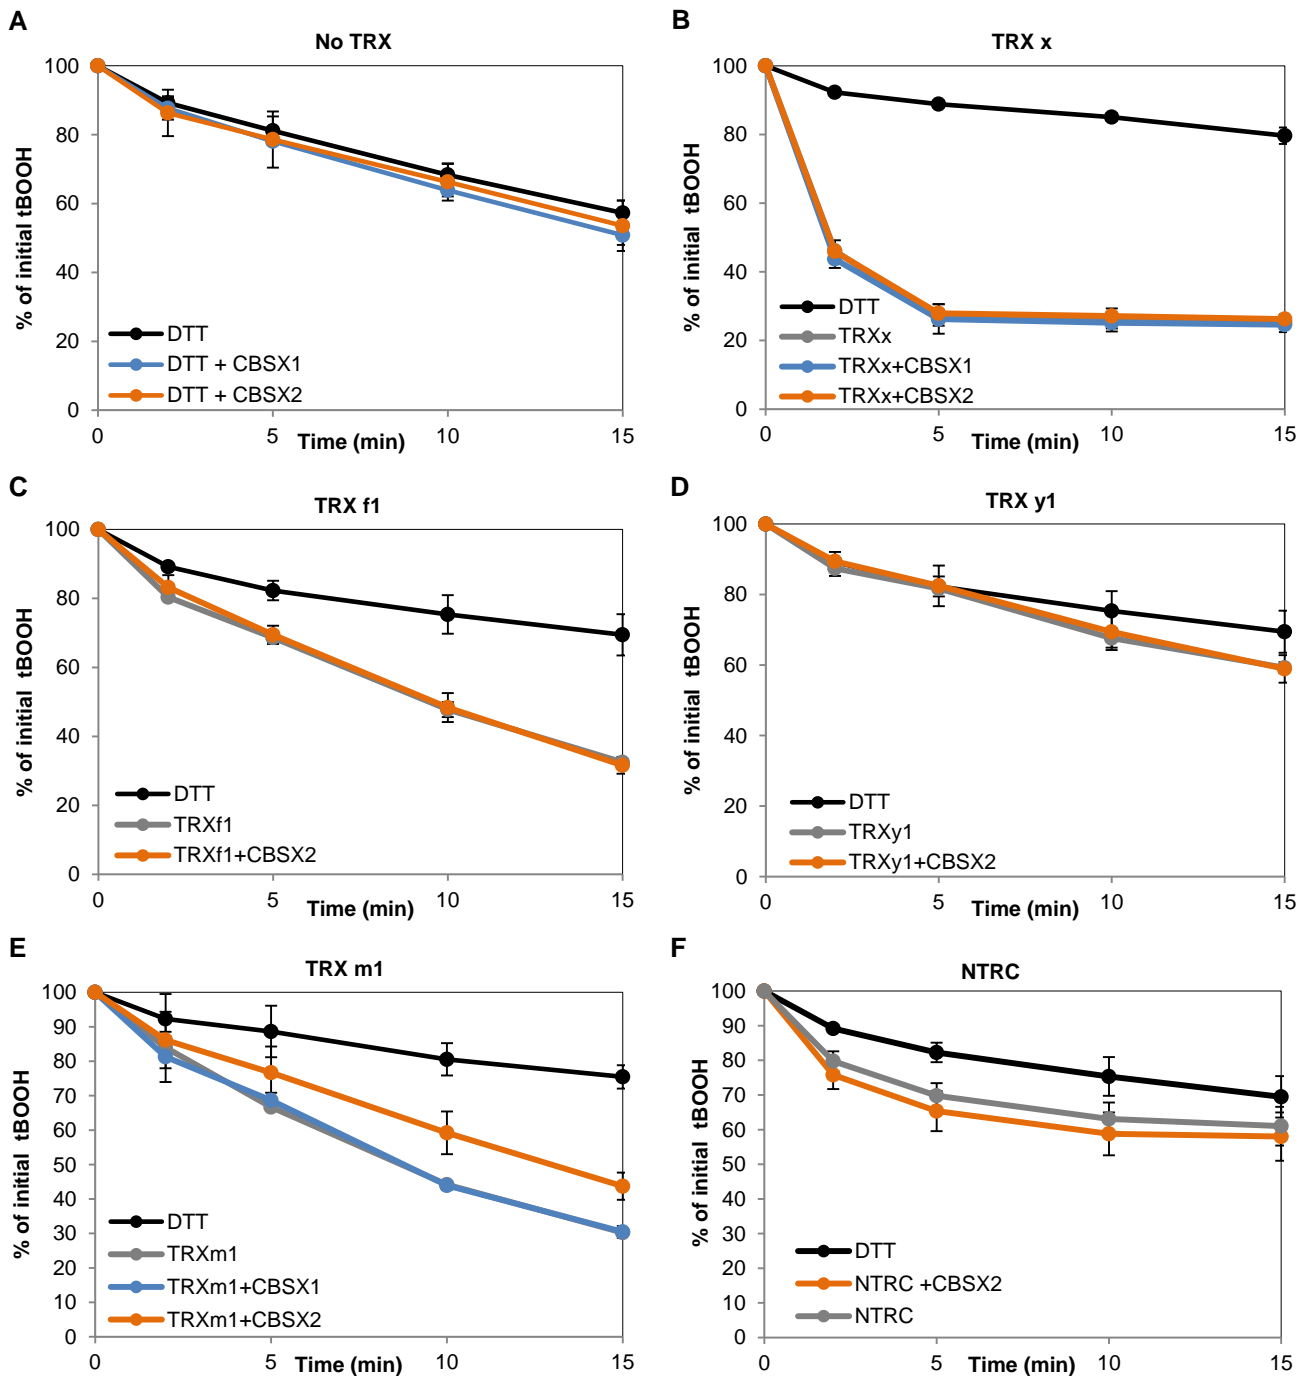 A
No TRX
% of initial tBOOH
100
80
60
40
20
0
DTT
DTT + CBSX1
DTT + CBSX2
0
5
10
15
Time (min)
B
TRX x
% of initial tBOOH
100
80
60
40
20
0
DTT
TRXx
TRXx+CBSX1
TRXx+CBSX2
0
5
10
15
Time (min)
C
TRX f1
% of initial tBOOH
100
80
60
40
20
0
DTT
TRXf1
TRXf1+CBSX2
0
5
10
15
Time (min)
D
TRX y1
% of initial tBOOH
100
80
60
40
20
0
DTT
TRXy1
TRXy1+CBSX2
0
5
10
15
Time (min)
E
TRX m1
% of initial tBOOH
100
90
80
70
60
50
40
30
20
10
0
DTT
TRXm1
TRXm1+CBSX1
TRXm1+CBSX2
0
5
10
15
Time (min)
F
NTRC
% of initial tBOOH
100
90
80
70
60
50
40
30
20
10
0
DTT
NTRC +CBSX2
NTRC
0
5
10
15
Time (min)